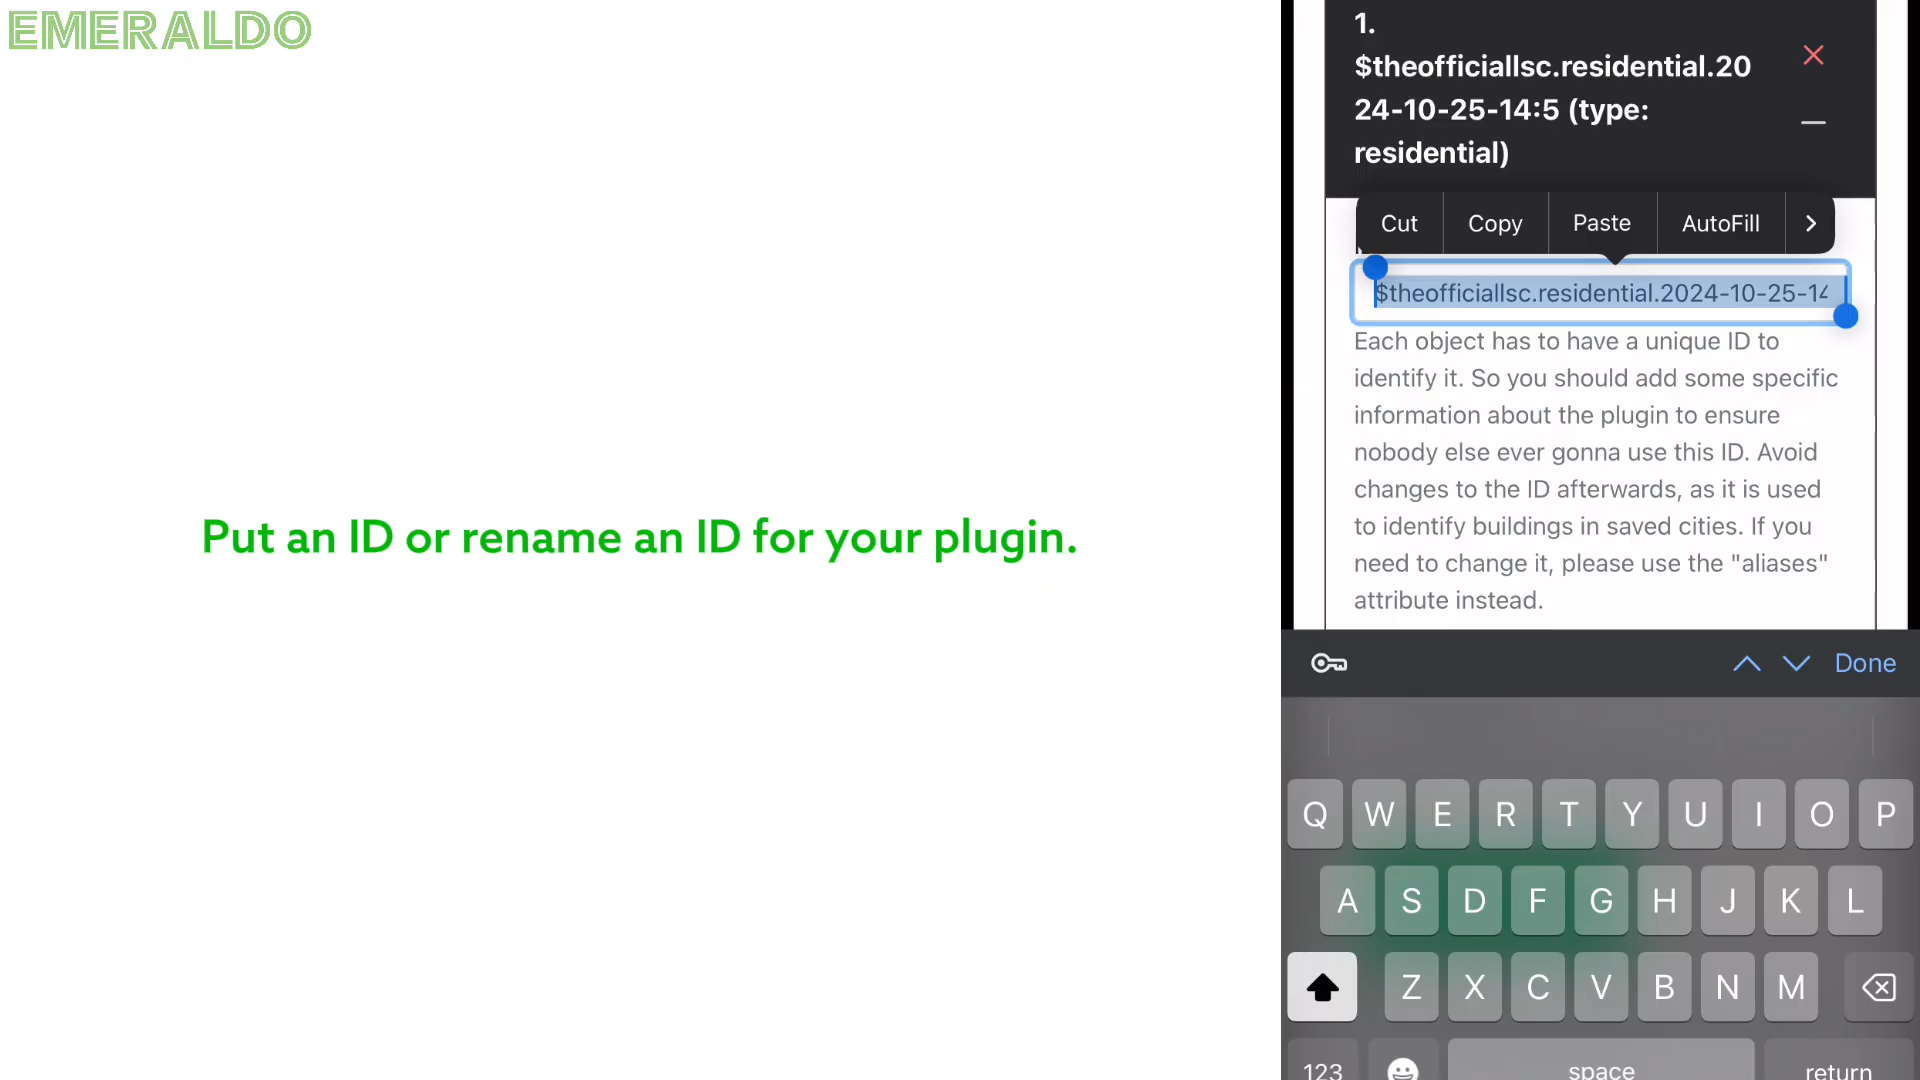 EMERALDO
Put an ID or rename an ID for your plugin.
1.
$theofficiallsc.residential.20
24-10-25-14:5 (type:
residential)
Cut Copy Paste AutoFill
$theofficiallsc.residential.2024-10-25-14
Each object has to have a unique ID to
identify it. So you should add some specific
information about the plugin to ensure
nobody else ever gonna use this ID. Avoid
changes to the ID afterwards, as it is used
to identify buildings in saved cities. If you
need to change it, please use the "aliases"
attribute instead.
Done
Q W E R T Y U I O P
A S D F G H J K L
Z X C V B N M
123 space return